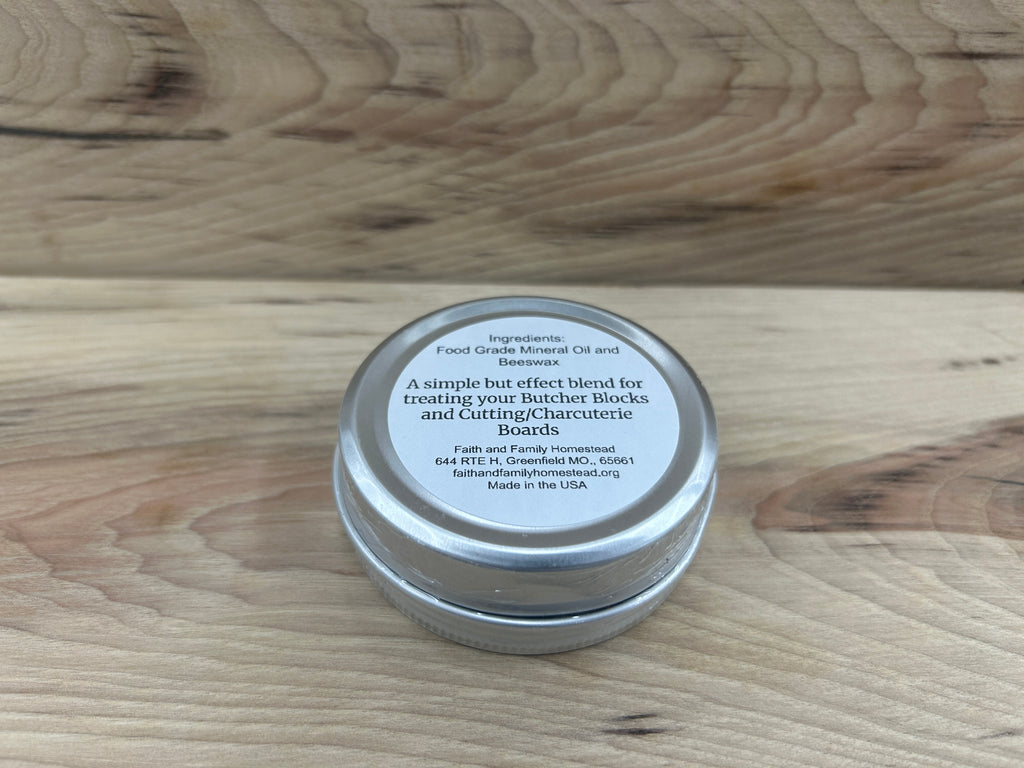 Ingredients:
Food Grade Mineral Oil and
Beeswax
A simple but effect blend for
treating your Butcher Blocks
and Cutting/Charcuterie
Boards
Faith and Family Homestead
644 RTE H, Greenfield MO,, 65661
faithandfamilyhomestead.org
Made in the USA